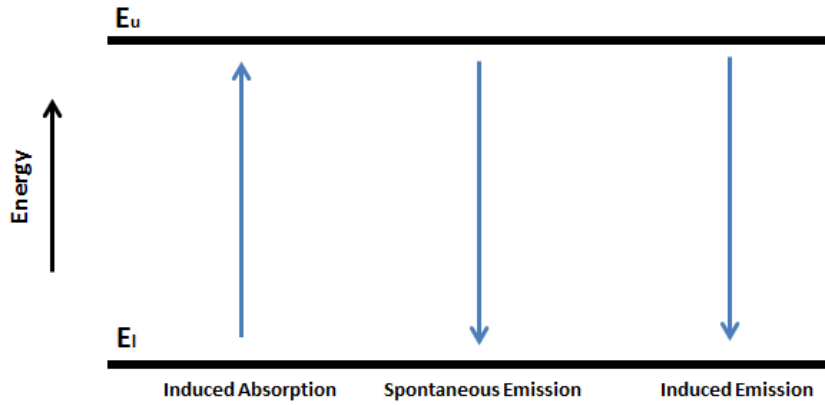 Eu
Energy
El
Induced Absorption
Spontaneous Emission
Induced Emission